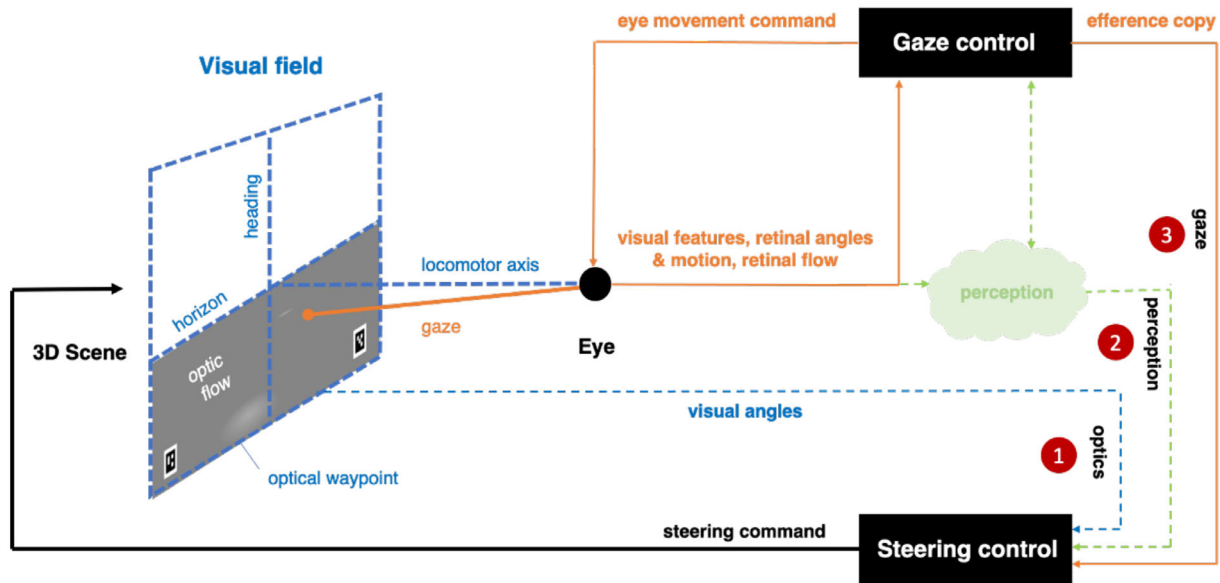 eye movement command
Gaze control
efference copy
Visual field
heading
visual features, retinal angles
& motion, retinal flow
locomotor axis
3
gaze
horizon
perception
gaze
3D Scene
Eye
2
perception
optic
flow
visual angles
1
optics
optical waypoint
steering command
Steering control